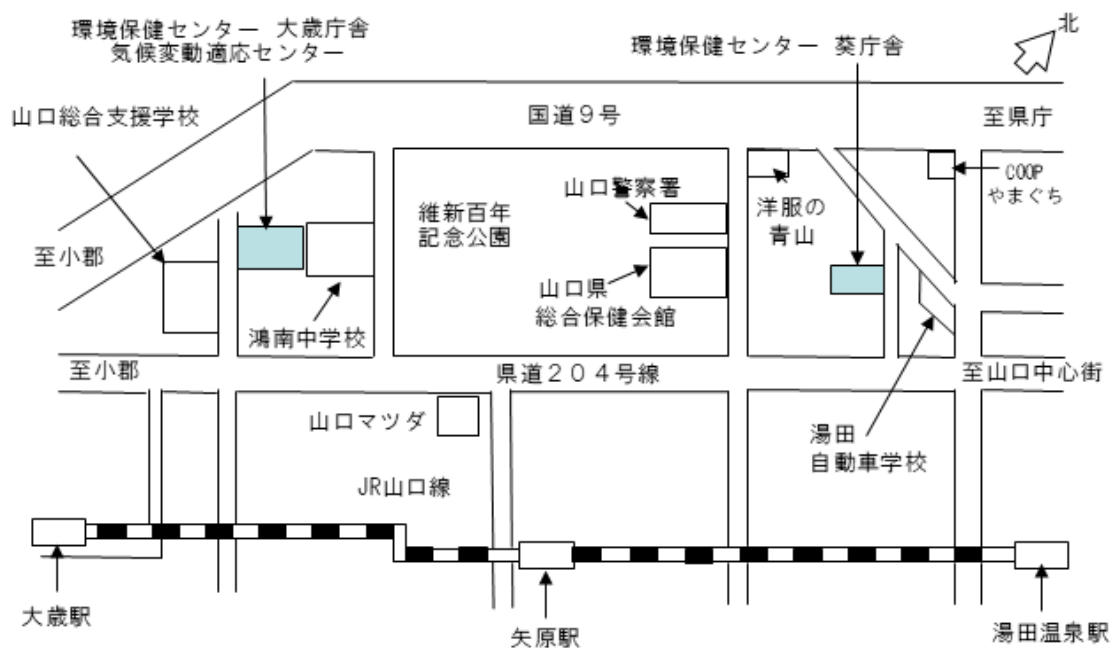 環境保健センター 大歳庁舎
気候変動適応センター
環境保健センター 葵庁舎
北
山口総合支援学校
国道９号
至県庁
山口警察署
維新百年
記念公園
洋服の
青山
COOP
やまぐち
至小郡
山口県
総合保健会館
鴻南中学校
至小郡
県道２０４号線
至山口中心街
山口マツダ
湯田
自動車学校
JR山口線
大歳駅
矢原駅
湯田温泉駅